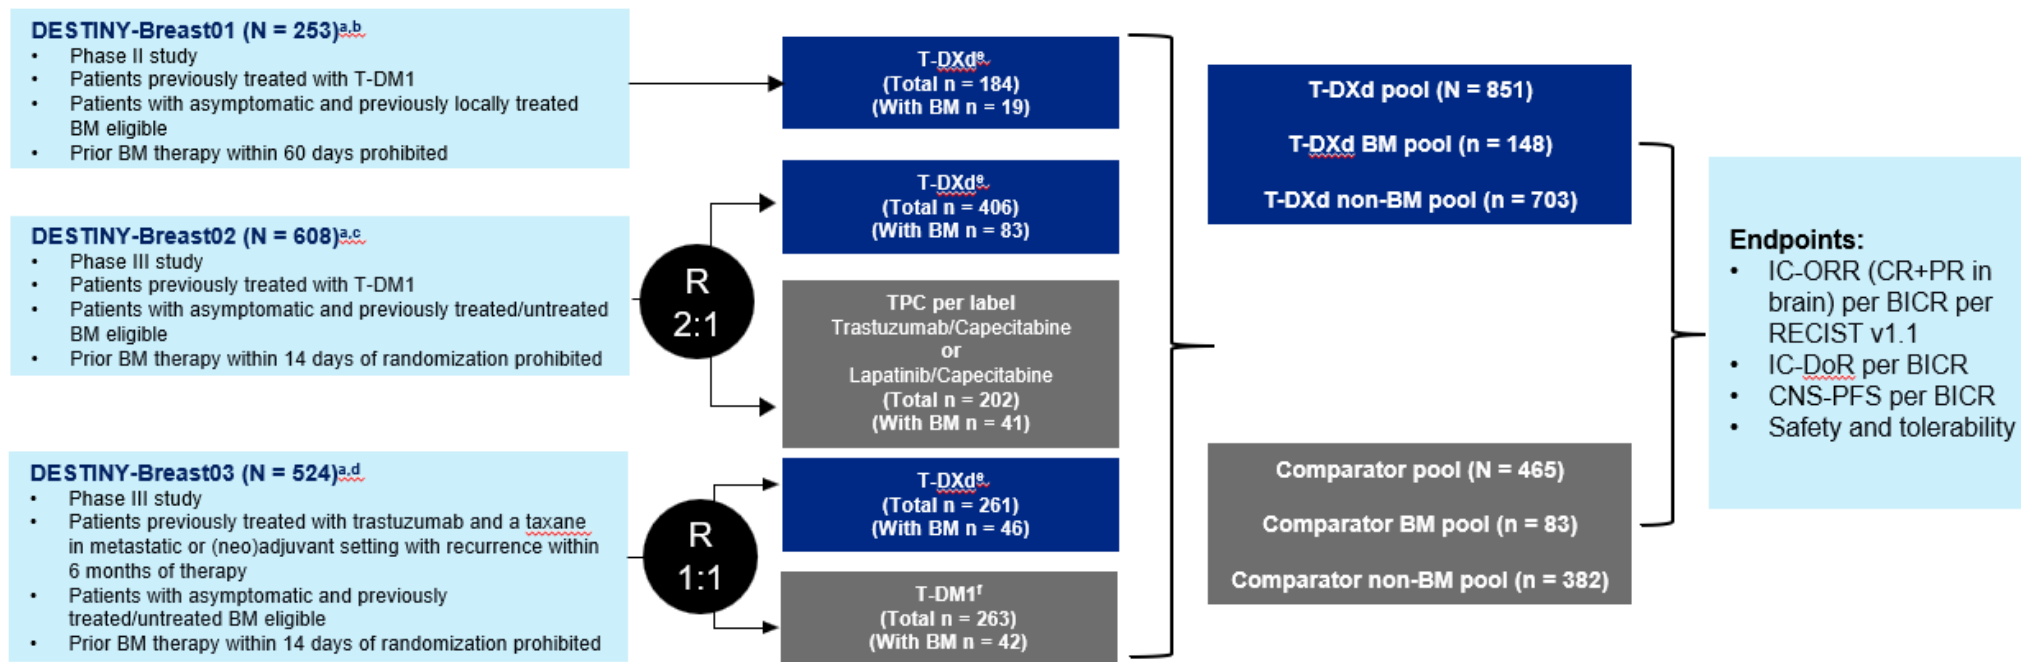 DESTINY-Breast01 (N = 253)a,b
• Phase II study
• Patients previously treated with T-DM1
• Patients with asymptomatic and previously locally treated
BM eligible
• Prior BM therapy within 60 days prohibited
DESTINY-Breast02 (N = 608)a,c
• Phase III study
• Patients previously treated with T-DM1
• Patients with asymptomatic and previously treated/untreated
BM eligible
• Prior BM therapy within 14 days of randomization prohibited
DESTINY-Breast03 (N = 524)a,d
• Phase III study
• Patients previously treated with trastuzumab and a taxane
in metastatic or (neo)adjuvant setting with recurrence within
6 months of therapy
• Patients with asymptomatic and previously
treated/untreated BM eligible
• Prior BM therapy within 14 days of randomization prohibited
R
2:1
R
1:1
T-DXde
(Total n = 184)
(With BM n = 19)
T-DXde
(Total n = 406)
(With BM n = 83)
TPC per label
Trastuzumab/Capecitabine
or
Lapatinib/Capecitabine
(Total n = 202)
(With BM n = 41)
T-DXde
(Total n = 261)
(With BM n = 46)
T-DM1f
(Total n = 263)
(With BM n = 42)
T-DXd pool (N = 851)
T-DXd BM pool (n = 148)
T-DXd non-BM pool (n = 703)
Comparator pool (N = 465)
Comparator BM pool (n = 83)
Comparator non-BM pool (n = 382)
Endpoints:
• IC-ORR (CR+PR in
brain) per BICR per
RECIST v1.1
• IC-DoR per BICR
• CNS-PFS per BICR
• Safety and tolerability